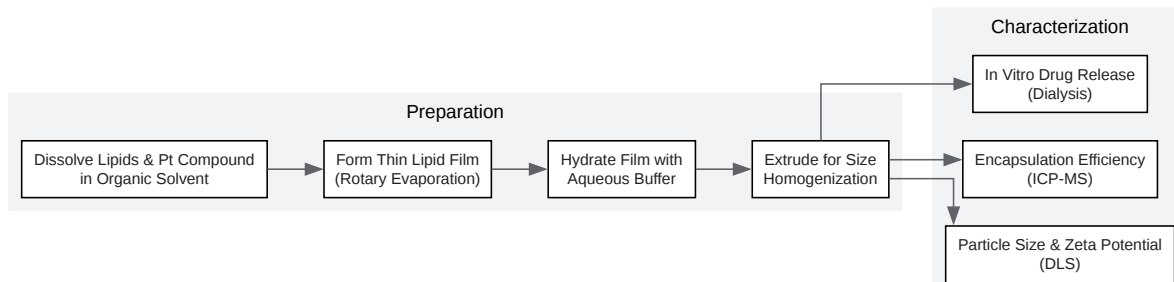 Characterization
In Vitro Drug Release
(Dialysis)
Preparation
Dissolve Lipids & Pt Compound
in Organic Solvent
Form Thin Lipid Film
(Rotary Evaporation)
Hydrate Film with
Aqueous Buffer
Extrude for Size
Homogenization
Encapsulation Efficiency
(ICP-MS)
Particle Size & Zeta Potential
(DLS)